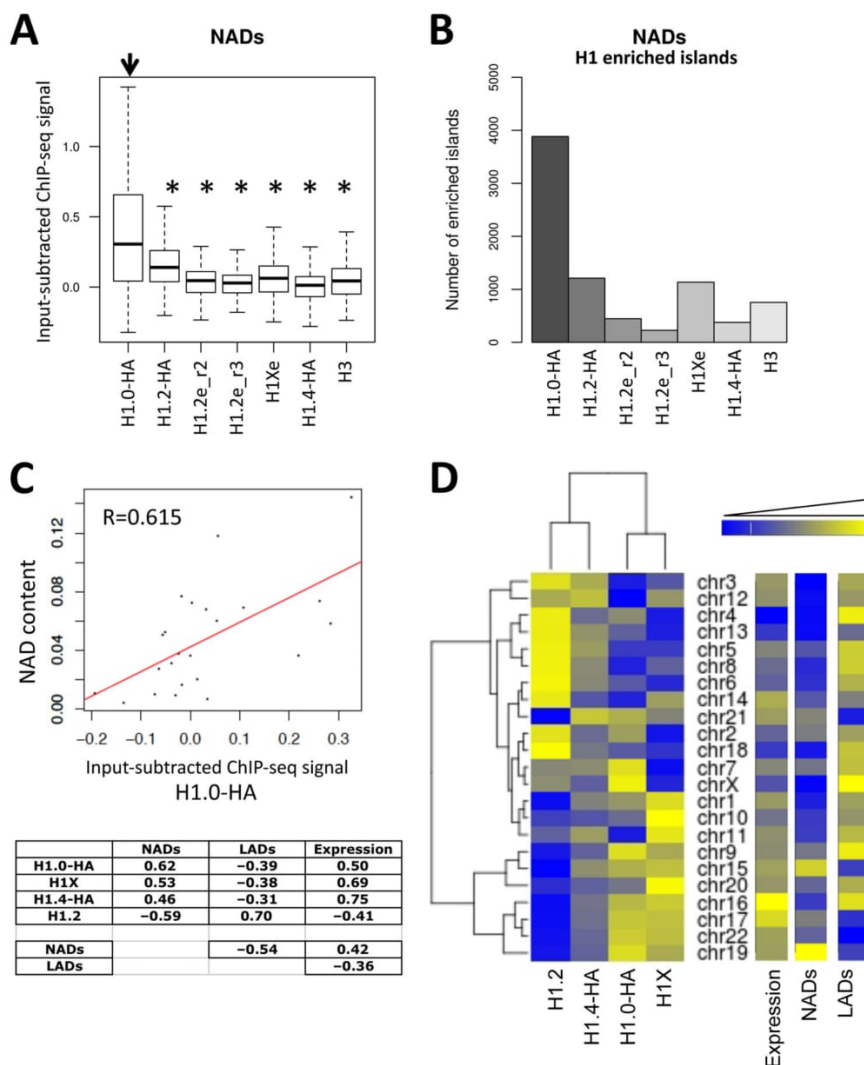 A
NADs
Input-subtracted ChIP-seq signal
1.0
0.5
0.0
* * * * * *
H1.0-HA
H1.2-HA
H1.2e_r2
H1.2e_r3
H1Xe
H1.4-HA
H3
B
NADs
H1 enriched islands
Number of enriched islands
5000
4000
3000
2000
1000
0
H1.0-HA
H1.2-HA
H1.2e_r2
H1.2e_r3
H1Xe
H1.4-HA
H3
C
R=0.615
NAD content
0.12
0.08
0.04
0.00
−0.2 −0.1 0.0 0.1 0.2 0.3
Input-subtracted ChIP-seq signal
H1.0-HA
NADs LADs Expression
H1.0-HA 0.62 −0.39 0.50
H1X 0.53 −0.38 0.69
H1.4-HA 0.46 −0.31 0.75
H1.2 −0.59 0.70 −0.41
NADs −0.54 0.42
LADs −0.36
D
chr3
chr12
chr4
chr13
chr5
chr8
chr6
chr14
chr21
chr2
chr18
chr7
chrX
chr1
chr10
chr11
chr9
chr15
chr20
chr16
chr17
chr22
chr19
H1.2
H1.4-HA
H1.0-HA
H1X
Expression
NADs
LADs